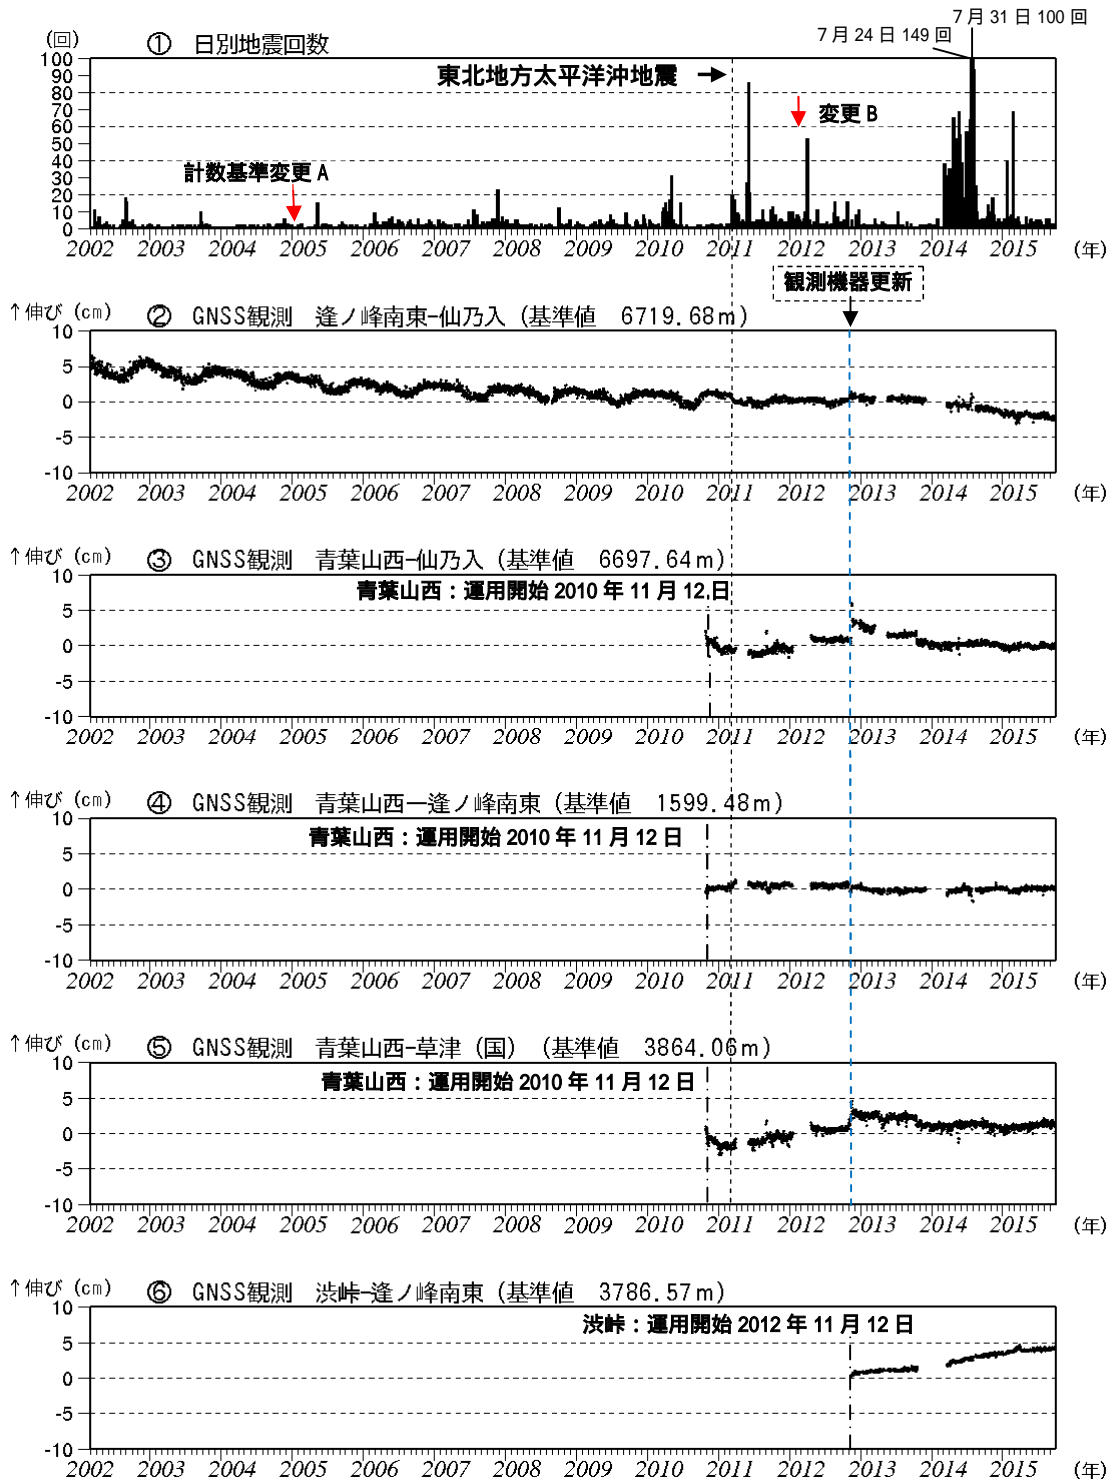 7月31日100回
7月24日149回
(回)
① 日別地震回数
東北地方太平洋沖地震
変更B
計数基準変更A
100
90
80
70
60
50
40
30
20
10
0
2002 2003 2004 2005 2006 2007 2008 2009 2010 2011 2012 2013 2014 2015 (年)
観測機器更新
↑伸び(cm) ② GNSS観測 逢ノ峰南東-仙乃入(基準値 6719.68m)
10
5
0
-5
-10
2002 2003 2004 2005 2006 2007 2008 2009 2010 2011 2012 2013 2014 2015 (年)
↑伸び(cm) ③ GNSS観測 青葉山西-仙乃入(基準値 6697.64m)
青葉山西:運用開始2010年11月12日
10
5
0
-5
-10
2002 2003 2004 2005 2006 2007 2008 2009 2010 2011 2012 2013 2014 2015 (年)
↑伸び(cm) ④ GNSS観測 青葉山西―逢ノ峰南東(基準値 1599.48m)
青葉山西:運用開始2010年11月12日
10
5
0
-5
-10
2002 2003 2004 2005 2006 2007 2008 2009 2010 2011 2012 2013 2014 2015 (年)
↑伸び(cm) ⑤ GNSS観測 青葉山西-草津(国)(基準値 3864.06m)
青葉山西:運用開始2010年11月12日
10
5
0
-5
-10
2002 2003 2004 2005 2006 2007 2008 2009 2010 2011 2012 2013 2014 2015 (年)
↑伸び(cm) ⑥ GNSS観測 渋峠-逢ノ峰南東(基準値 3786.57m)
渋峠:運用開始2012年11月12日
10
5
0
-5
-10
2002 2003 2004 2005 2006 2007 2008 2009 2010 2011 2012 2013 2014 2015 (年)